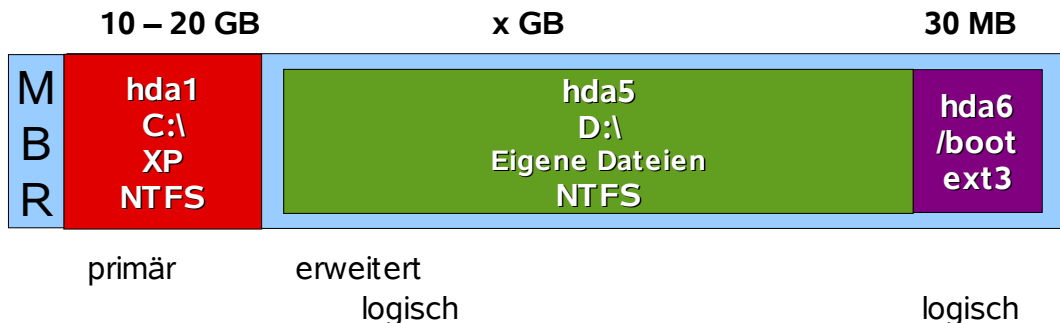 10 – 20 GB
x GB
30 MB
M
B
R
hda1
C:\
XP
NTFS
hda5
D:\
Eigene Dateien
NTFS
hda6
/boot
ext3
primär
erweitert
logisch
logisch